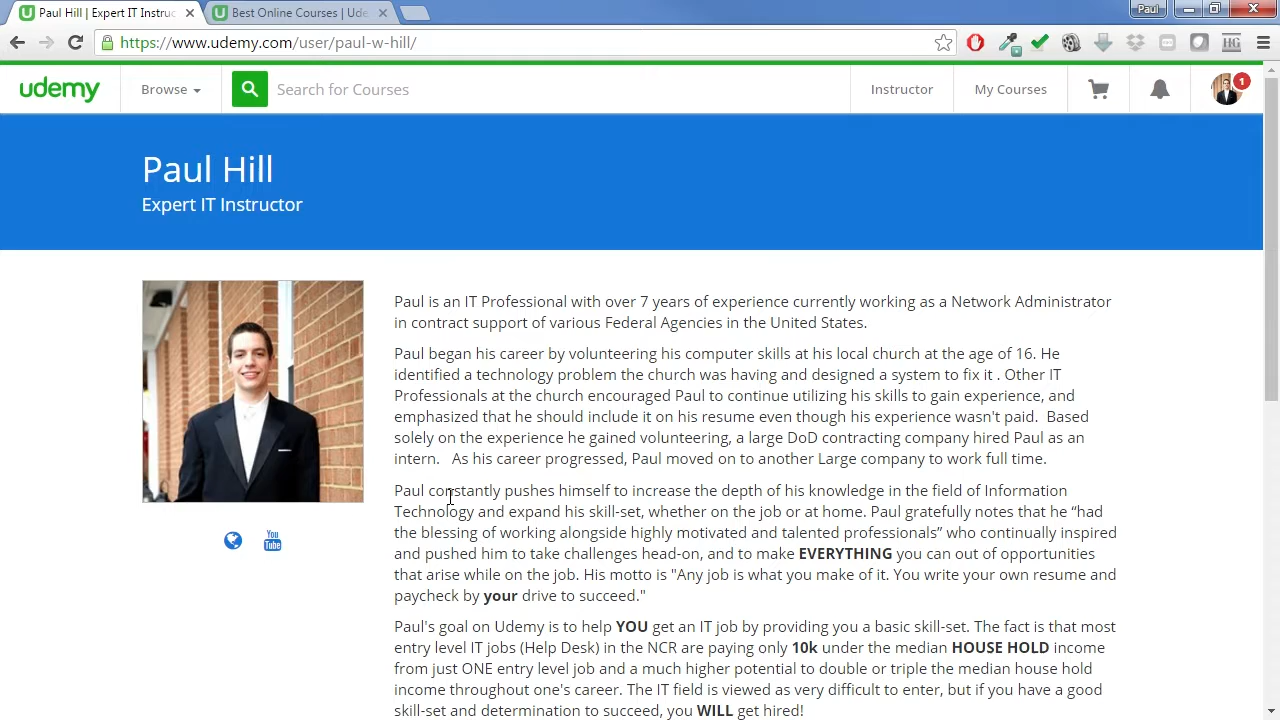 Paul Hill | Expert IT Instruc
Best Online Courses | Ude
Paul
https://www.udemy.com/user/paul-w-hill/
HG
udemy
Browse
Search for Courses
Instructor
My Courses
1
Paul Hill
Expert IT Instructor
Paul is an IT Professional with over 7 years of experience currently working as a Network Administrator
in contract support of various Federal Agencies in the United States.
Paul began his career by volunteering his computer skills at his local church at the age of 16. He
identified a technology problem the church was having and designed a system to fix it . Other IT
Professionals at the church encouraged Paul to continue utilizing his skills to gain experience, and
emphasized that he should include it on his resume even though his experience wasn't paid.  Based
solely on the experience he gained volunteering, a large DoD contracting company hired Paul as an
intern.   As his career progressed, Paul moved on to another Large company to work full time.
Paul constantly pushes himself to increase the depth of his knowledge in the field of Information
Technology and expand his skill-set, whether on the job or at home. Paul gratefully notes that he “had
the blessing of working alongside highly motivated and talented professionals” who continually inspired
and pushed him to take challenges head-on, and to make EVERYTHING you can out of opportunities
that arise while on the job. His motto is "Any job is what you make of it. You write your own resume and
paycheck by your drive to succeed."
You
Tube
Paul's goal on Udemy is to help YOU get an IT job by providing you a basic skill-set. The fact is that most
entry level IT jobs (Help Desk) in the NCR are paying only 10k under the median HOUSE HOLD income
from just ONE entry level job and a much higher potential to double or triple the median house hold
income throughout one's career. The IT field is viewed as very difficult to enter, but if you have a good
skill-set and determination to succeed, you WILL get hired!